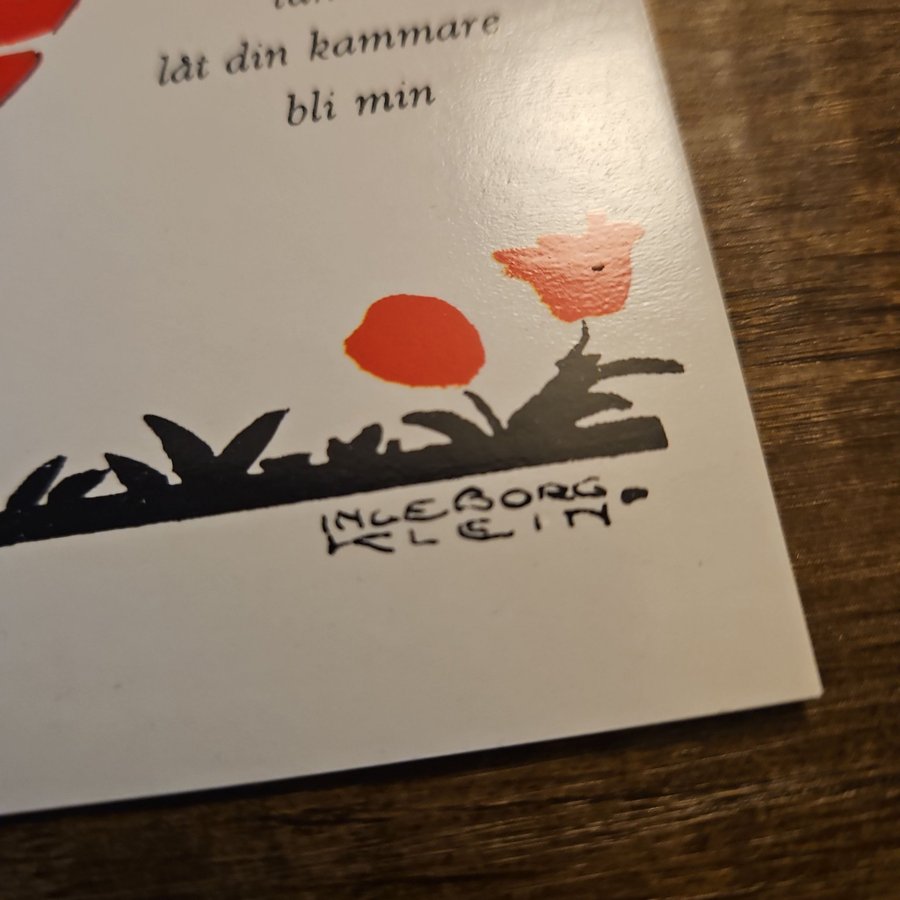 låt din kammare
bli min
INGEBORG
KLEIN